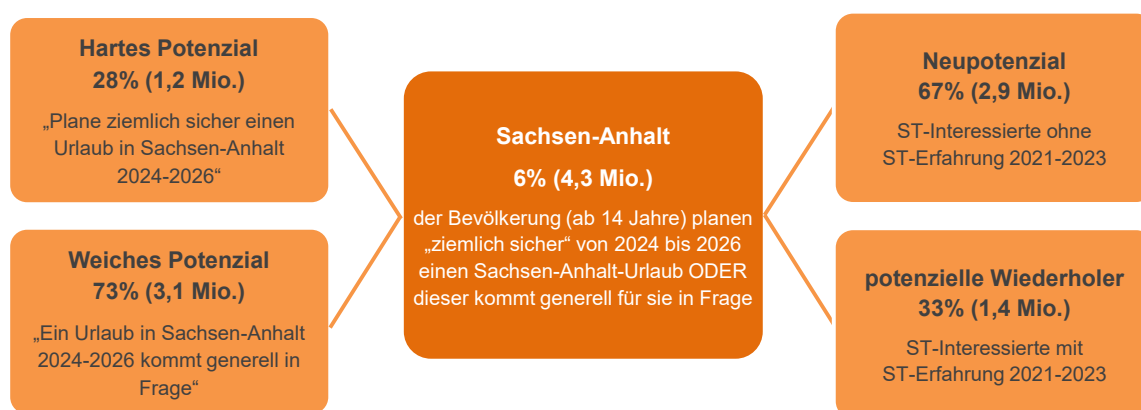 Hartes Potenzial
28% (1,2 Mio.)
„Plane ziemlich sicher einen
Urlaub in Sachsen-Anhalt
2024-2026“
Weiches Potenzial
73% (3,1 Mio.)
„Ein Urlaub in Sachsen-Anhalt
2024-2026 kommt generell in
Frage“
Sachsen-Anhalt
6% (4,3 Mio.)
der Bevölkerung (ab 14 Jahre) planen
„ziemlich sicher“ von 2024 bis 2026
einen Sachsen-Anhalt-Urlaub ODER
dieser kommt generell für sie in Frage
Neupotenzial
67% (2,9 Mio.)
ST-Interessierte ohne
ST-Erfahrung 2021-2023
potenzielle Wiederholer
33% (1,4 Mio.)
ST-Interessierte mit
ST-Erfahrung 2021-2023